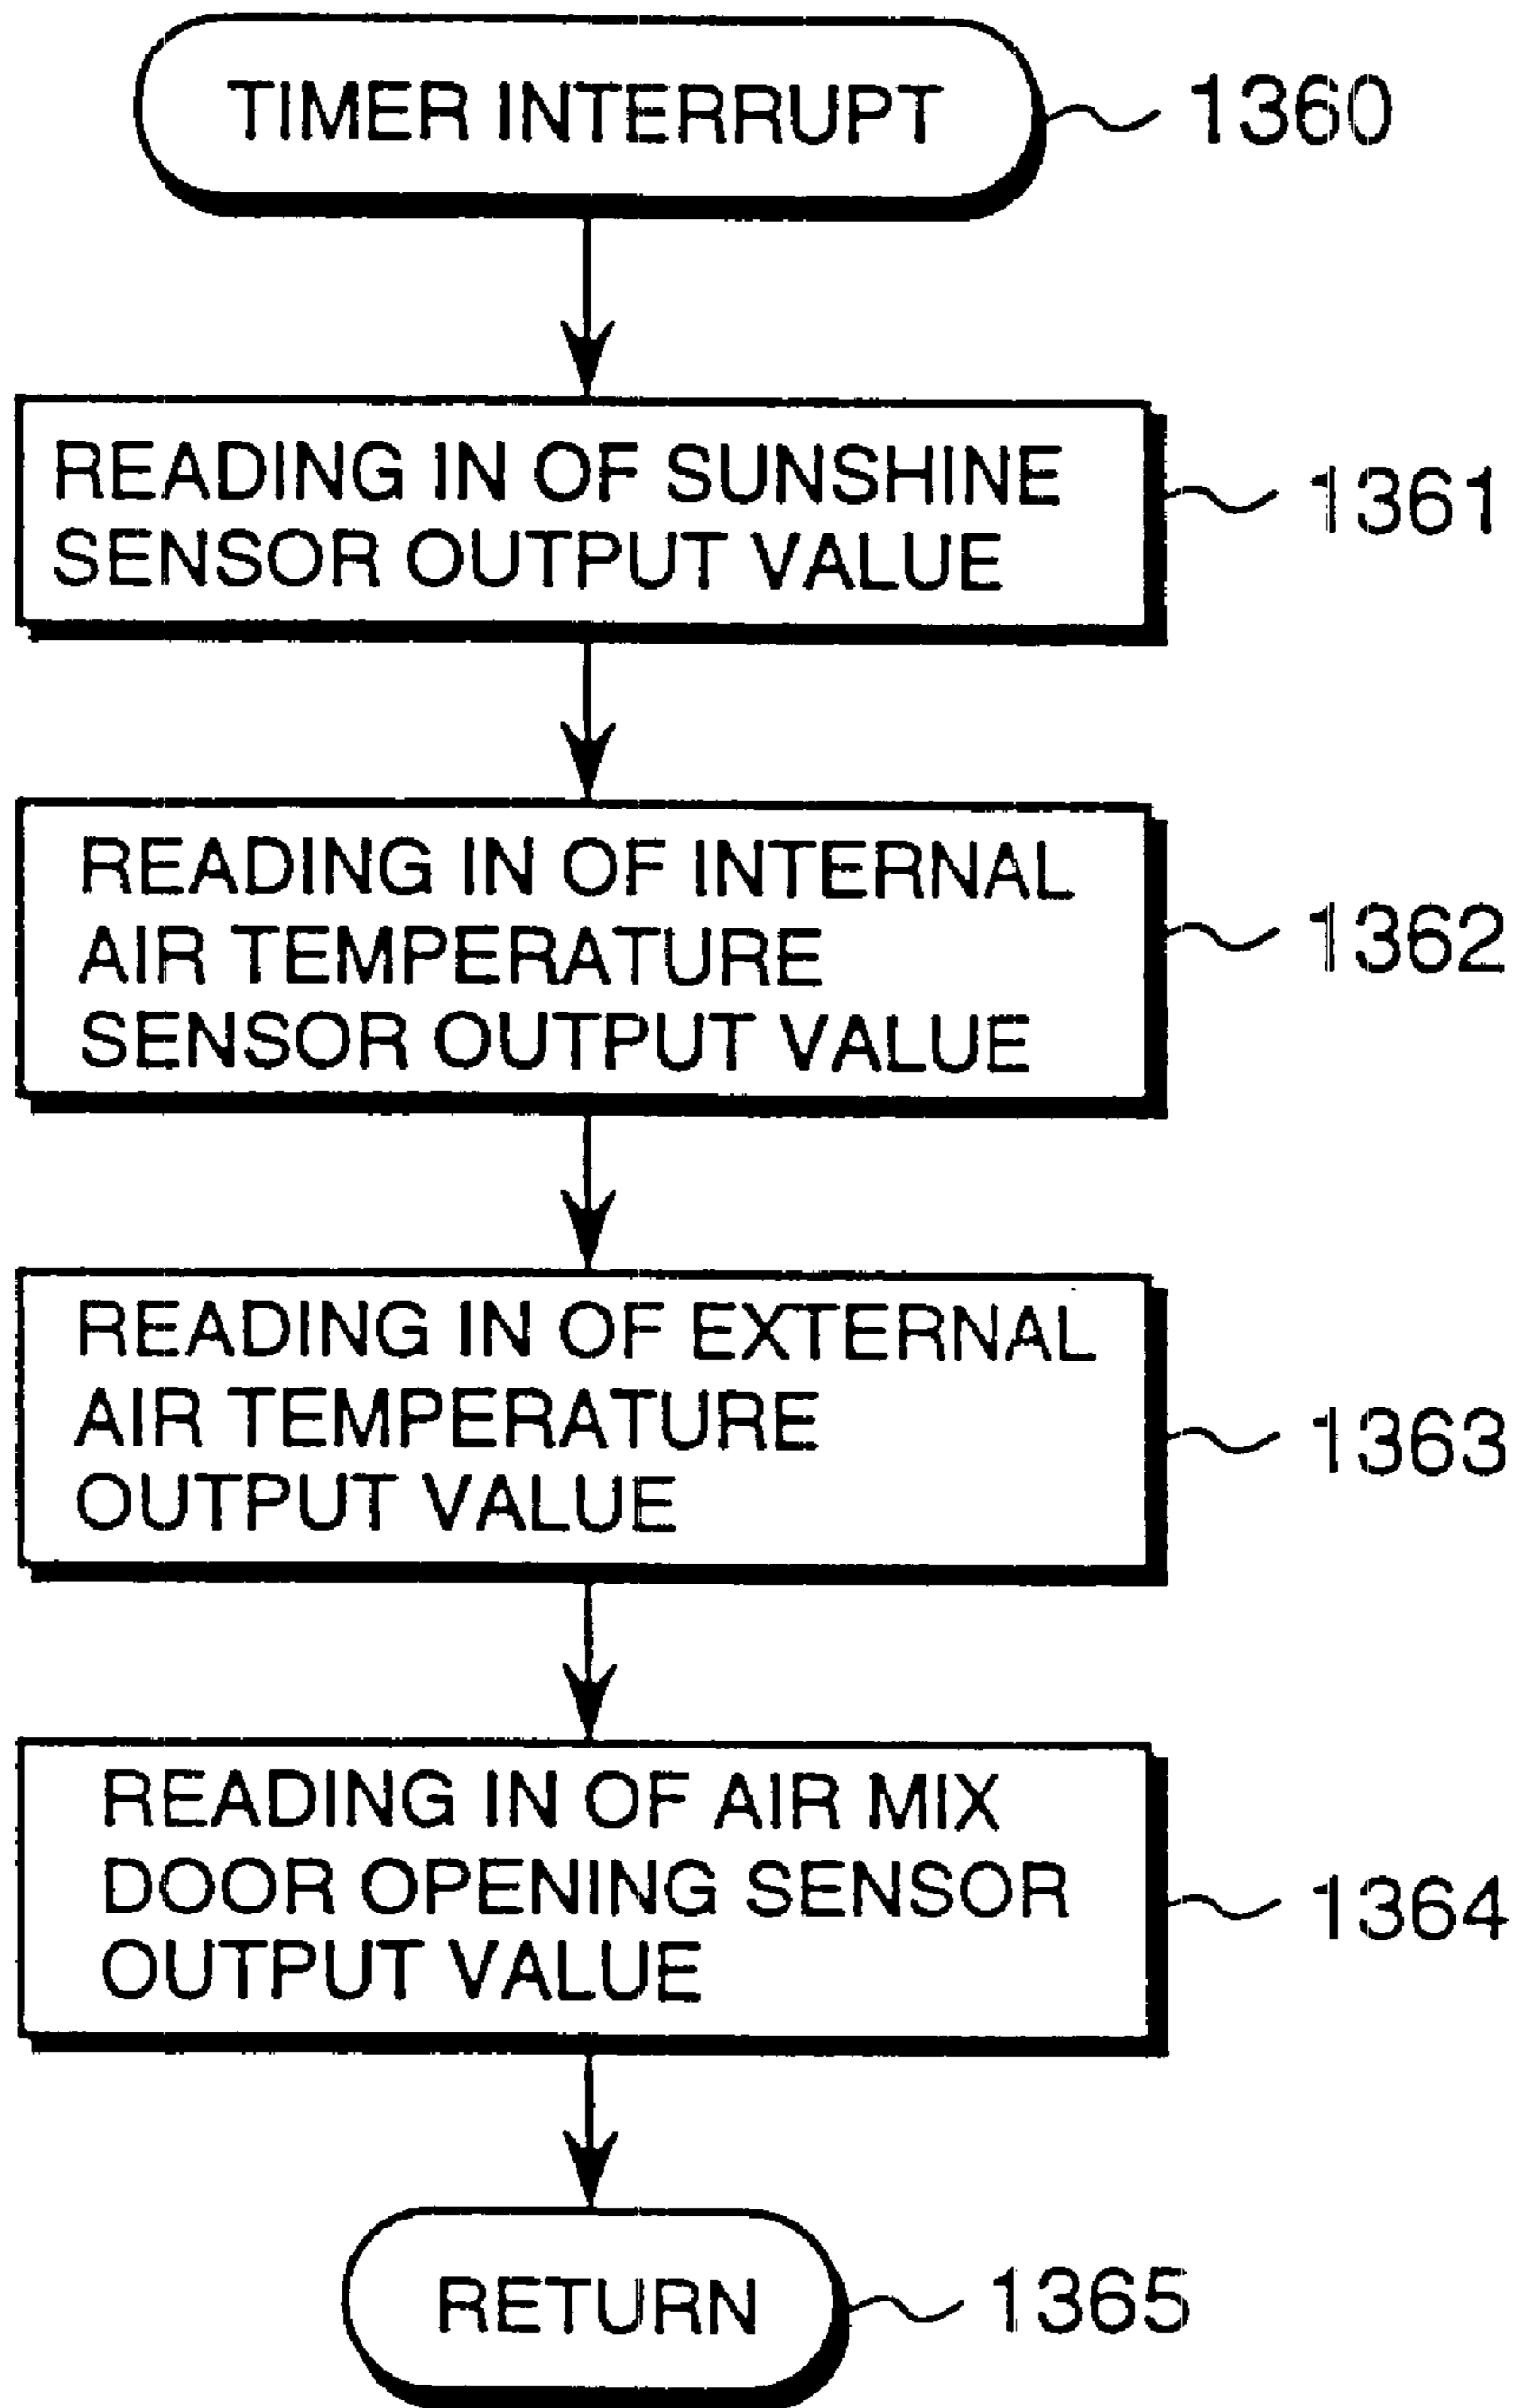 TIMER INTERRUPT
1360
READING IN OF SUNSHINE
SENSOR OUTPUT VALUE
1361
READING IN OF INTERNAL
AIR TEMPERATURE
SENSOR OUTPUT VALUE
1362
READING IN OF EXTERNAL
AIR TEMPERATURE
OUTPUT VALUE
1363
READING IN OF AIR MIX
DOOR OPENING SENSOR
OUTPUT VALUE
1364
RETURN
1365